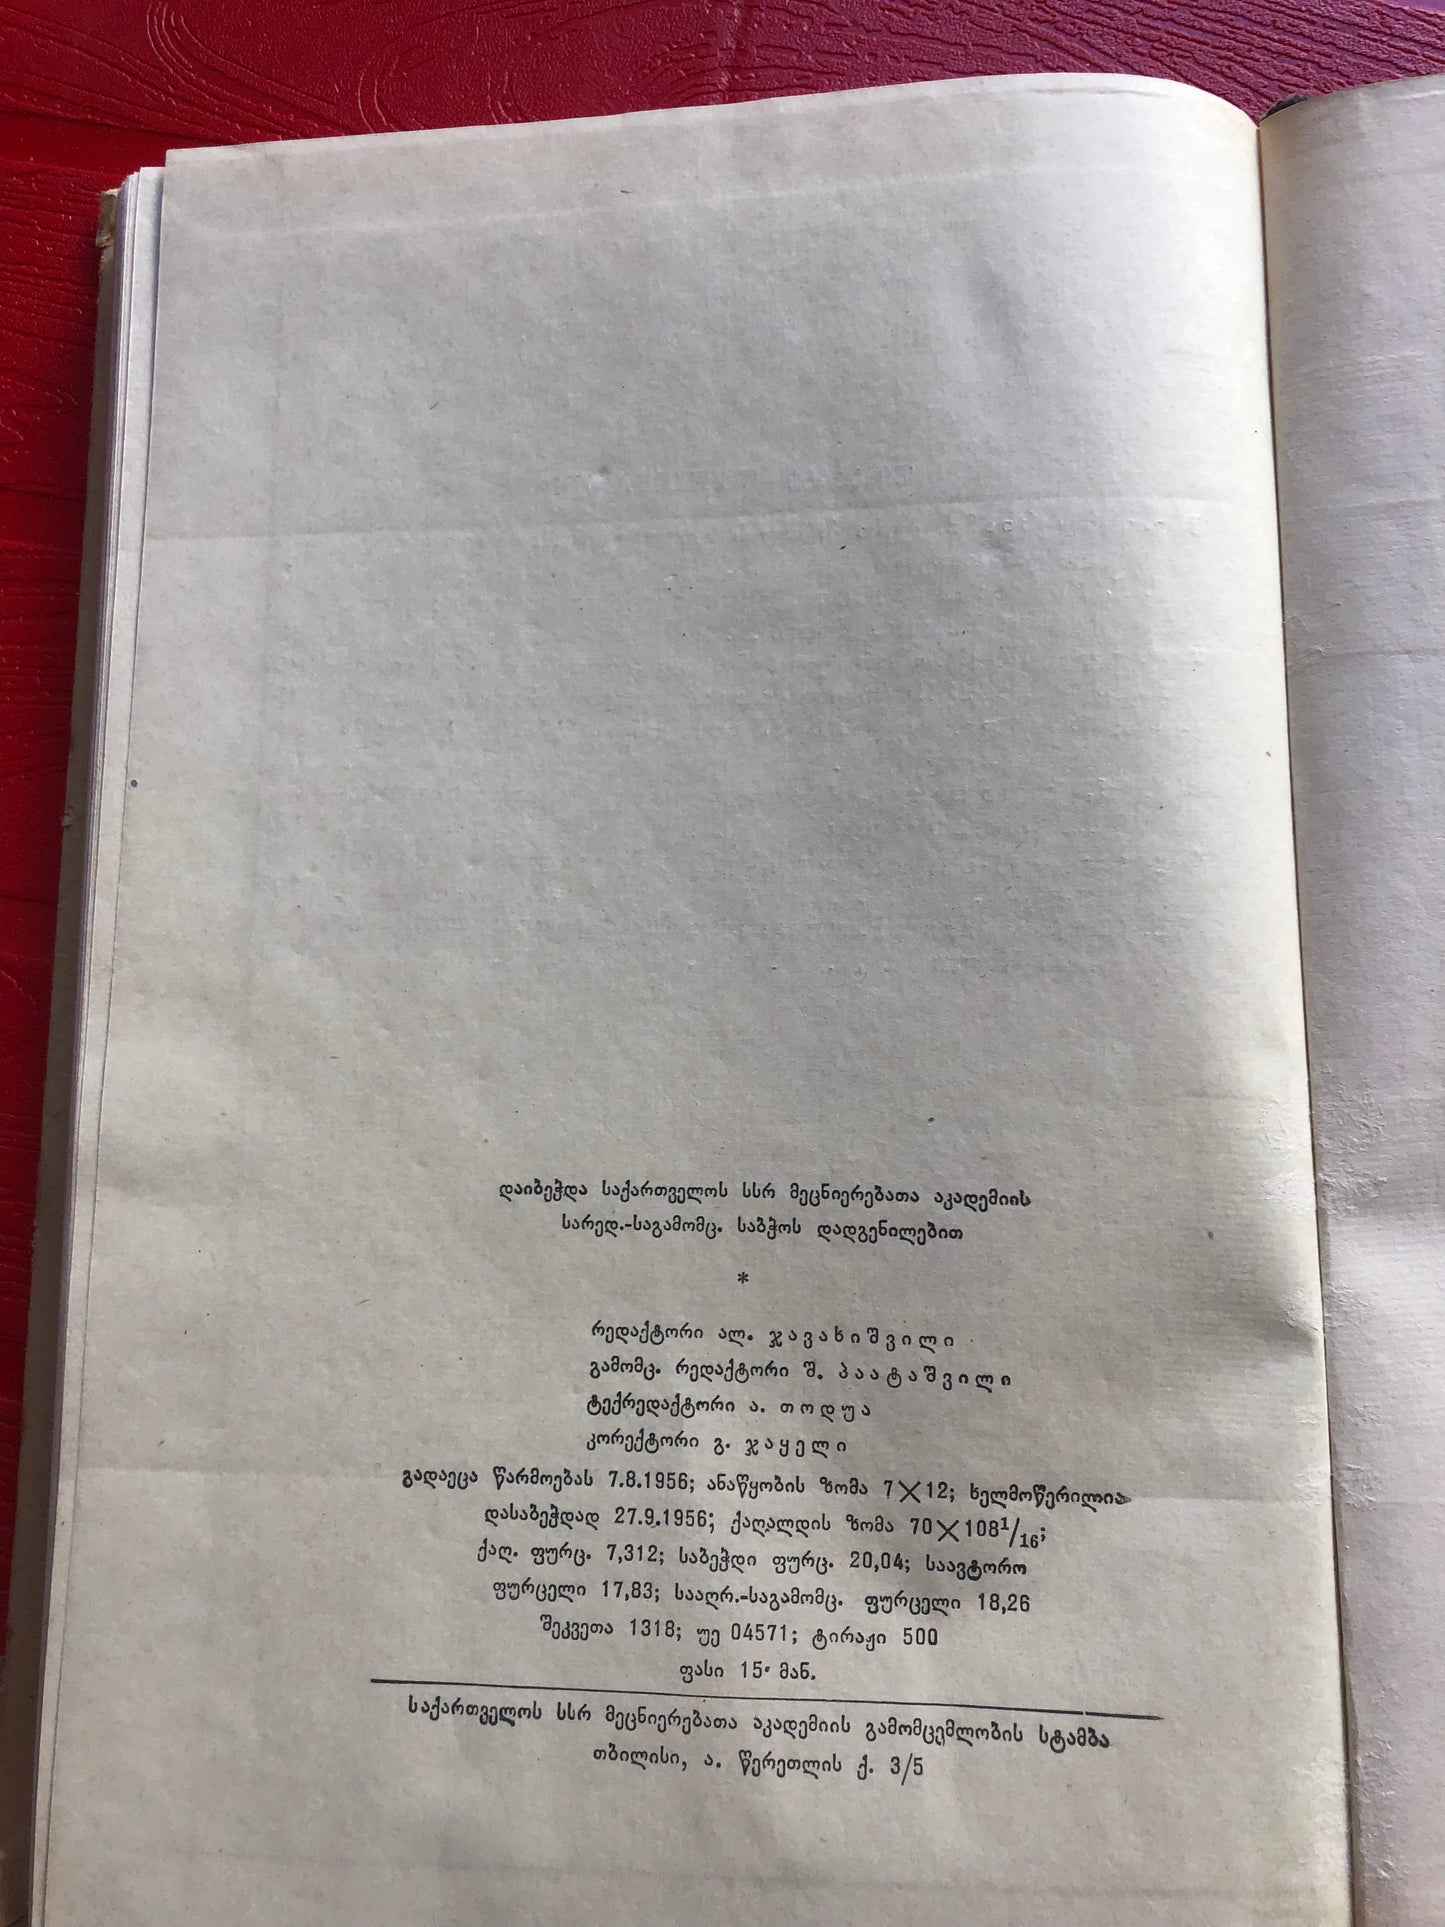 დაიბეჭდა საქართველოს სსრ მეცნიერებათა აკადემიის
სარედ.-საგამომც. საბჭოს დადგენილებით
*
რედაქტორი ალ. ჯავახიშვილი
გამომც. რედაქტორი შ. პაატაშვილი
ტექრედაქტორი ა. თოდუა
კორექტორი გ. ჯაყელი
გადაეცა წარმოებას 7.8.1956; ანაწყობის ზომა 7×12; ხელმოწერილია
დასაბეჭდად 27.9.1956; ქაღალდის ზომა 70×108¹/₁₆;
ქაღ. ფურც. 7,312; საბეჭდი ფურც. 20,04; საავტორო
ფურცელი 17,83; სააღრ.-საგამომც. ფურცელი 18,26
შეკვეთა 1318; უე 04571; ტირაჟი 500
ფასი 15 მან.
საქართველოს სსრ მეცნიერებათა აკადემიის გამომცემლობის სტამბა
თბილისი, ა. წერეთლის ქ. 3/5